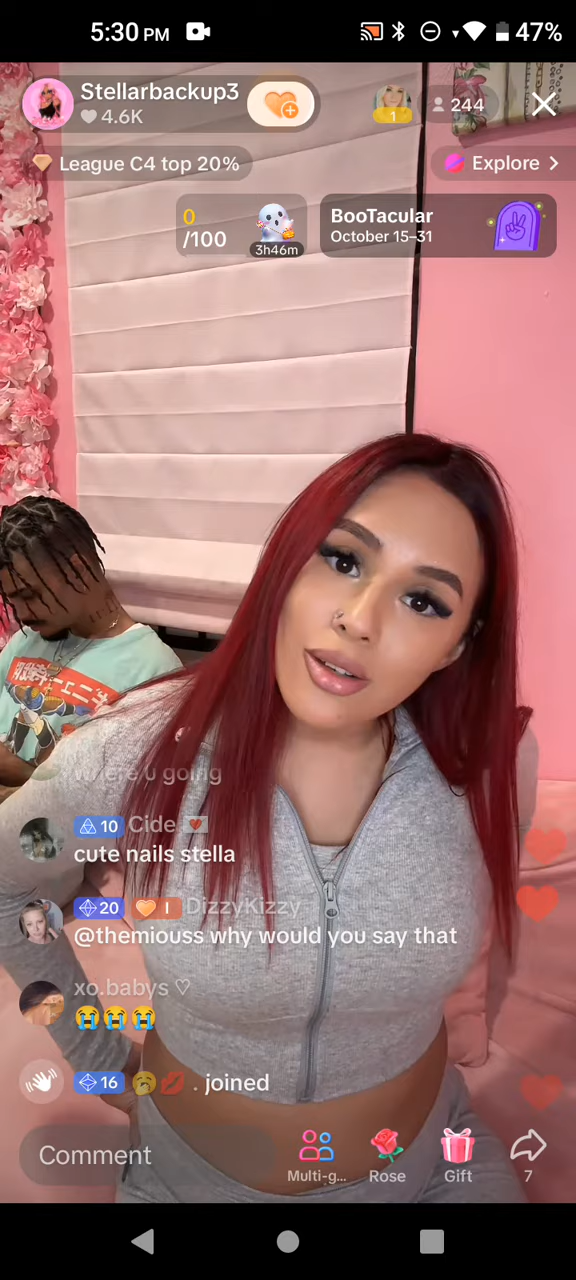 5:30 PM
47%
Stellarbackup3
4.6K
1
244
League C4 top 20%
Explore >
0
/100
3h46m
BooTacular
October 15–31
where u going
10 Cide
cute nails stella
20 I DizzyKizzy
@themiouss why would you say that
xo.babys ♡
😭😭😭
16 🥱💋 . joined
Comment
Multi-g...
Rose
Gift
7